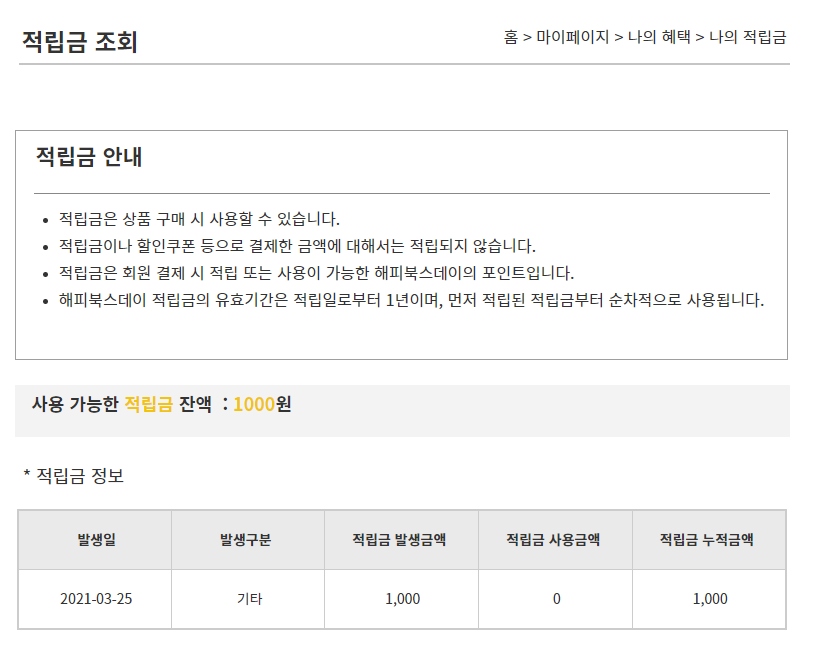 적립금 조회
홈 > 마이페이지 > 나의 혜택 > 나의 적립금
적립금 안내
• 적립금은 상품 구매 시 사용할 수 있습니다.
• 적립금이나 할인쿠폰 등으로 결제한 금액에 대해서는 적립되지 않습니다.
• 적립금은 회원 결제 시 적립 또는 사용이 가능한 해피북스데이의 포인트입니다.
• 해피북스데이 적립금의 유효기간은 적립일로부터 1년이며, 먼저 적립된 적립금부터 순차적으로 사용됩니다.
사용 가능한 적립금 잔액 : 1000원
* 적립금 정보
발생일 발생구분 적립금 발생금액 적립금 사용금액 적립금 누적금액
2021-03-25 기타 1,000 0 1,000